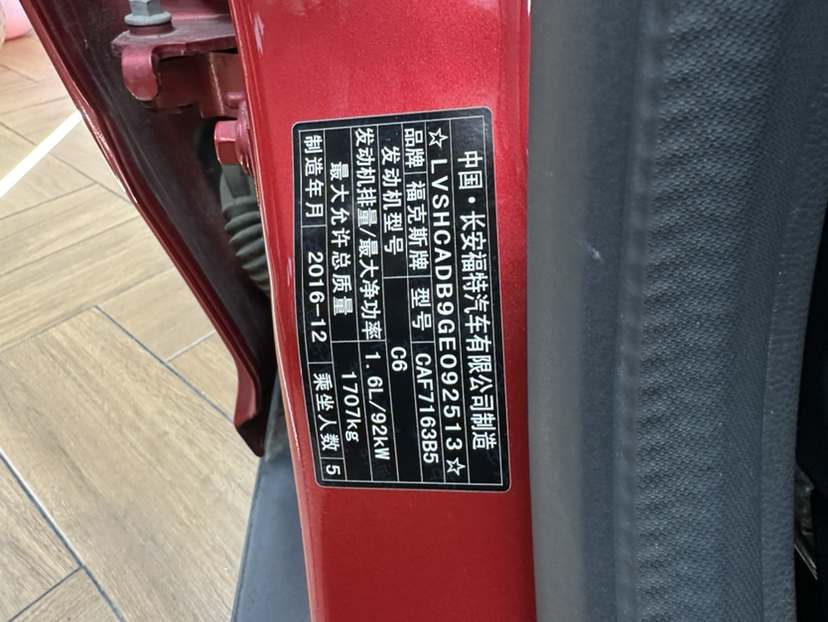 中国·长安福特汽车有限公司制造
☆LVSHCADB9GE092513☆
品牌 福克斯牌 型号 CAF7163B5
发动机型号 C6
发动机排量/最大净功率 1.6L/92kW
最大允许总质量 1707kg
制造年月 2016-12 乘坐人数 5